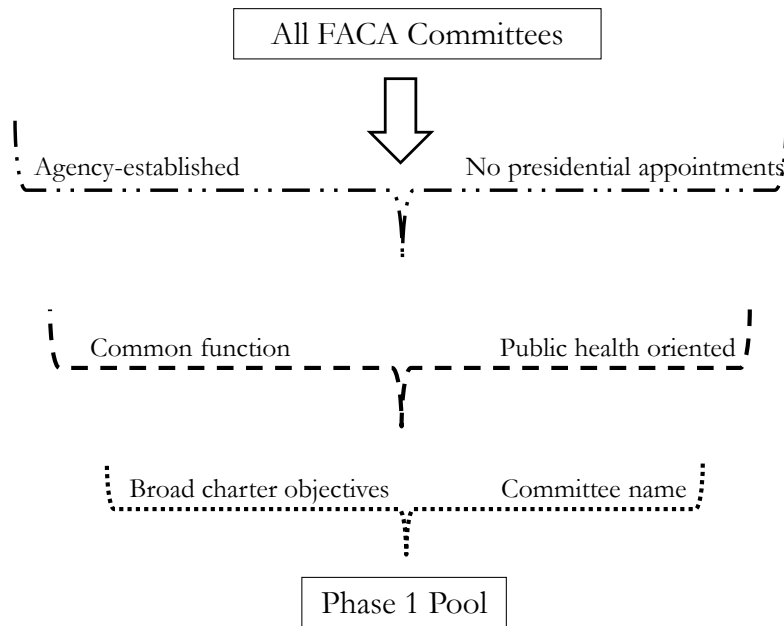 All FACA Committees
Agency-established No presidential appointments
Common function Public health oriented
Broad charter objectives Committee name
Phase 1 Pool